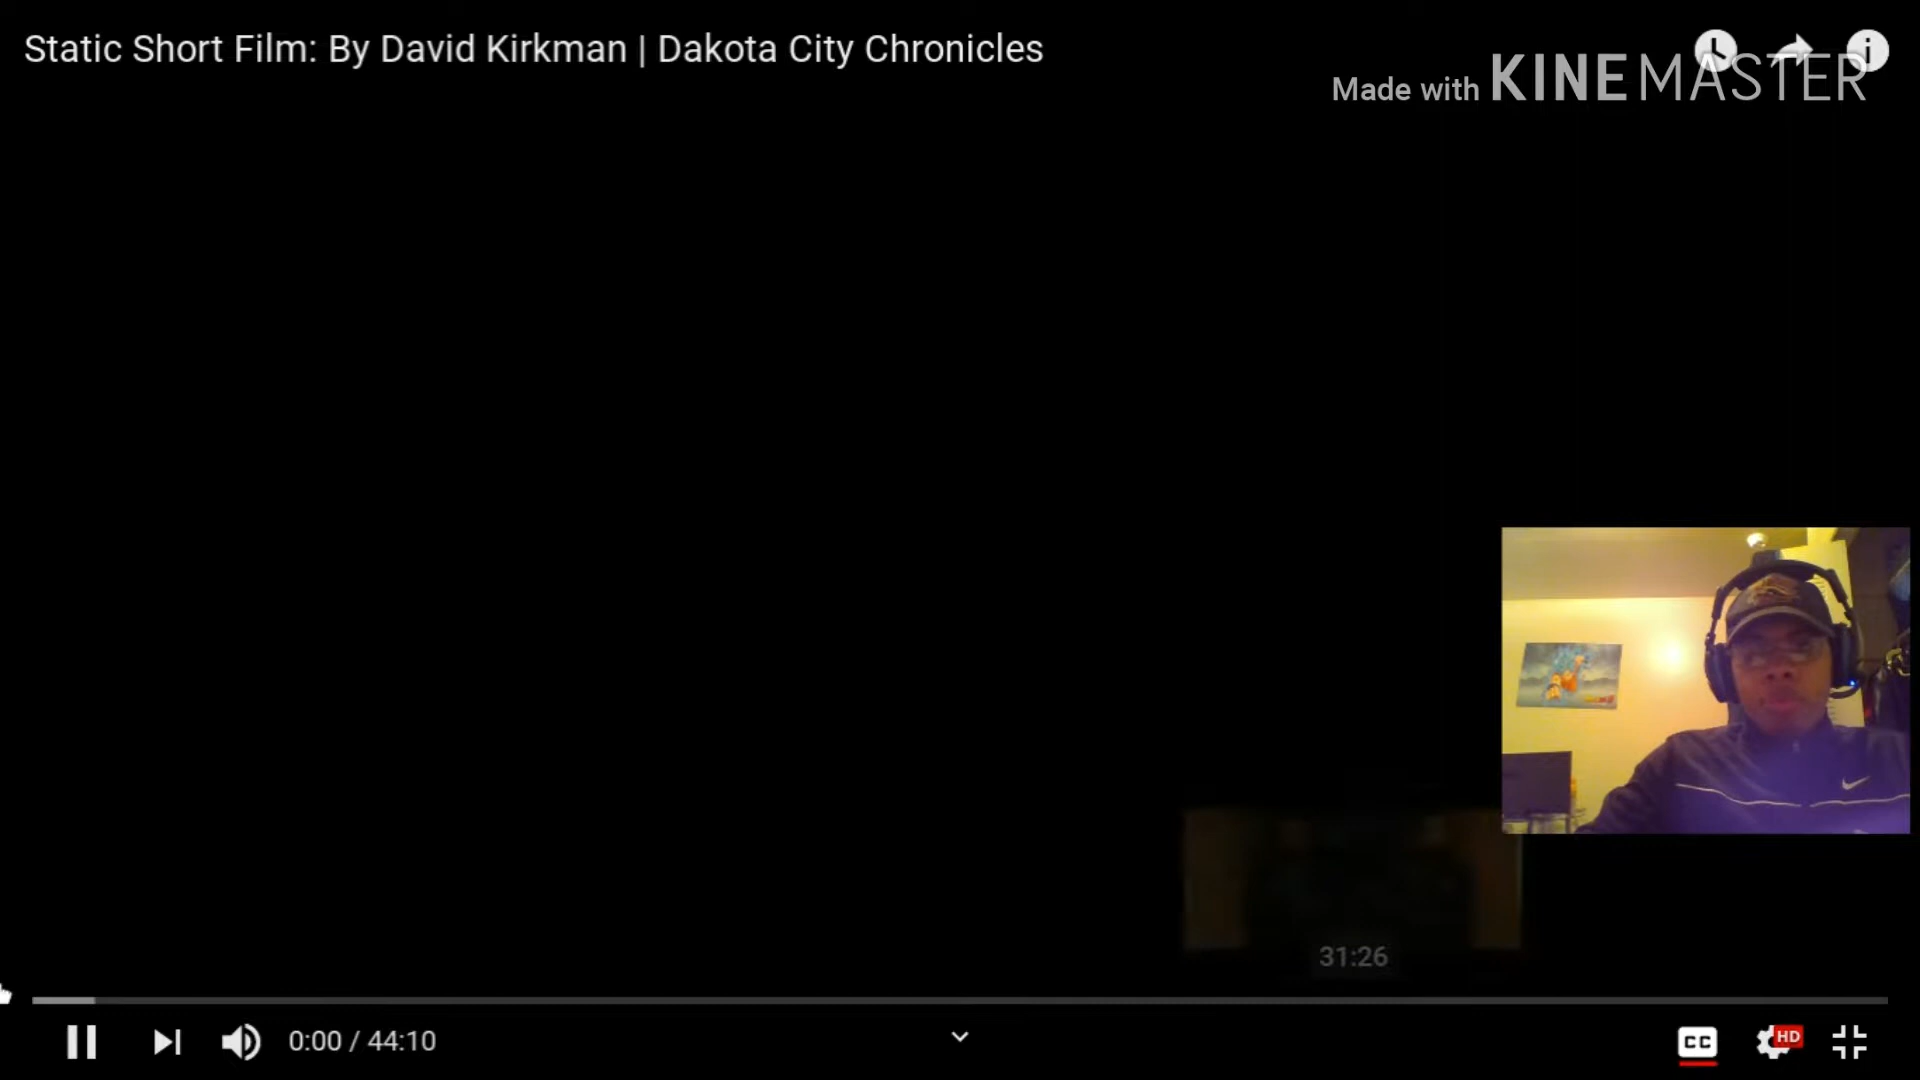 Static Short Film: By David Kirkman | Dakota City Chronicles
Made with KINEMASTER
31:26
0:00 / 44:10
CC
HD